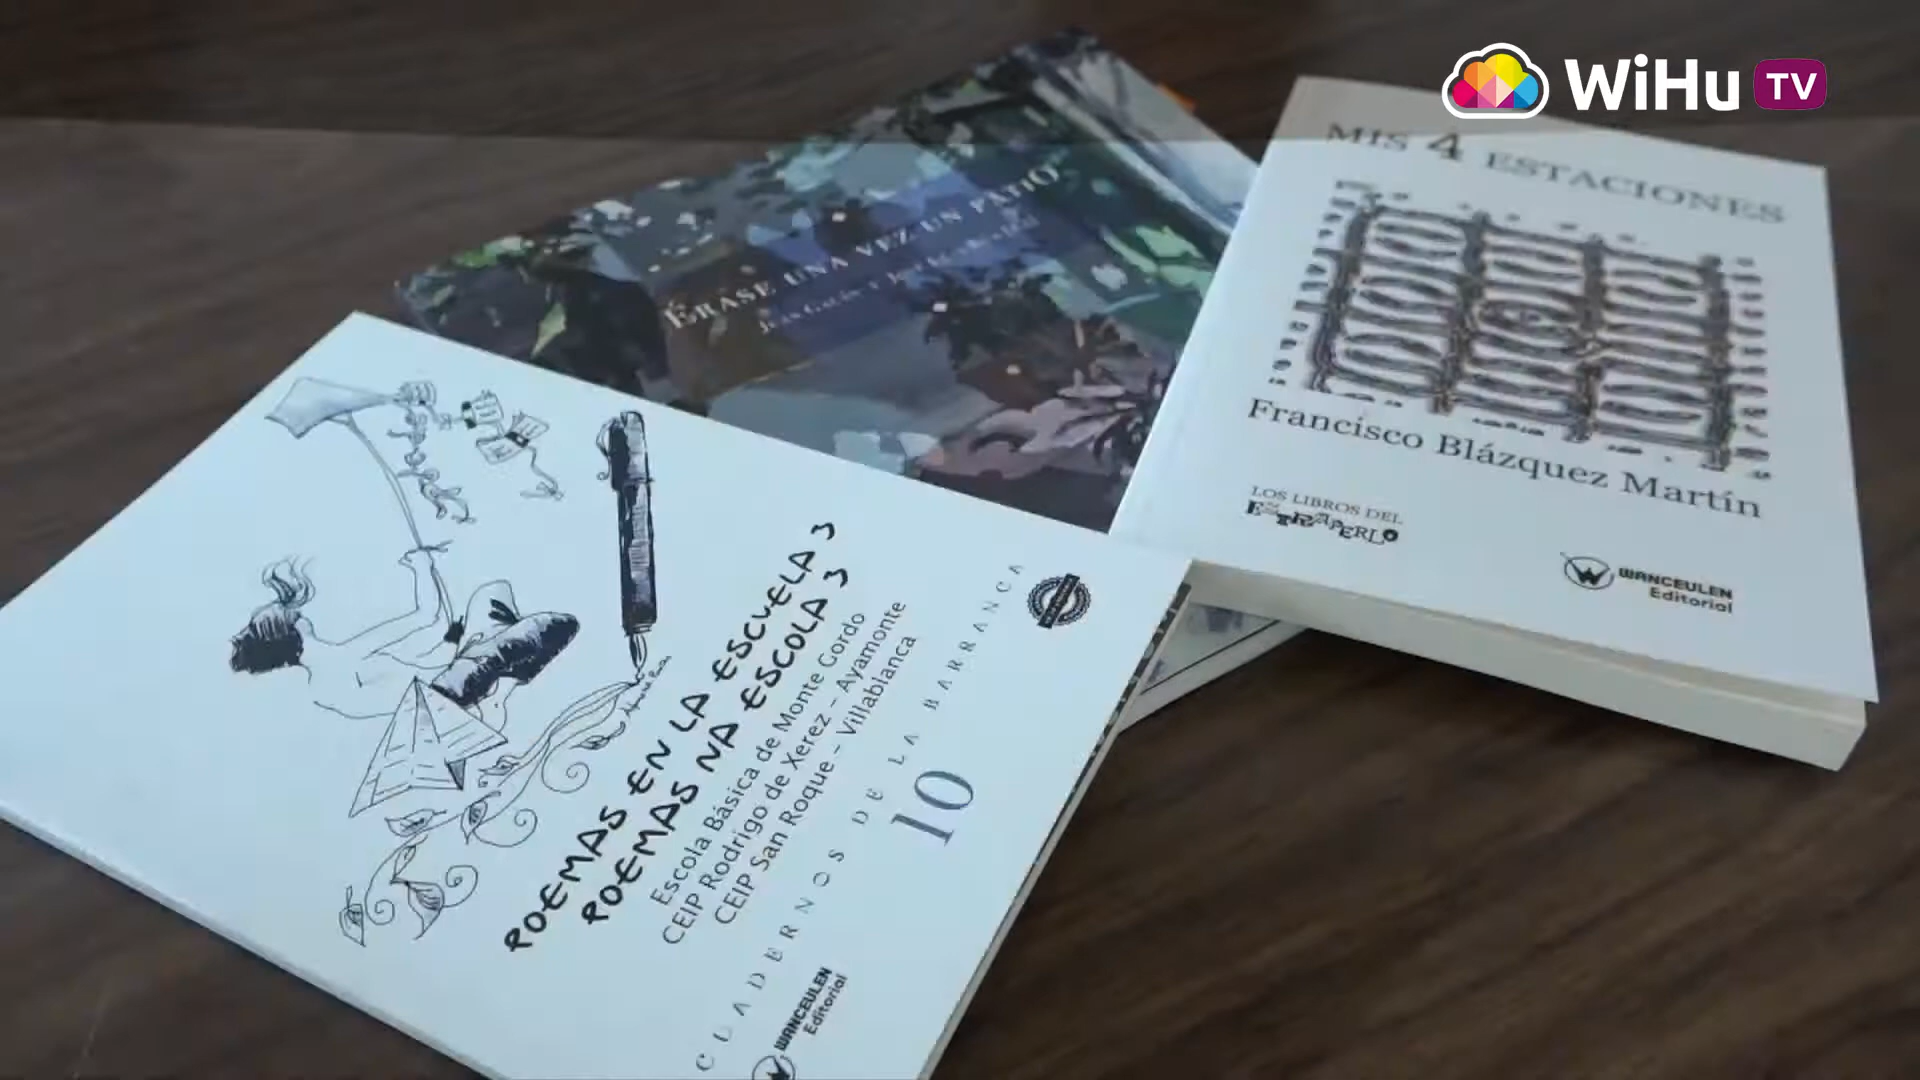 WiHu TV
MIS 4 ESTACIONES
Francisco Blázquez Martín
LOS LIBROS DEL
ESTRAPERLO
WANCEULEN
Editorial
ÉRASE UNA VEZ UN PATIO
POEMAS EN LA ESCUELA 3
POEMAS NA ESCOLA 3
Escola Básica de Monte Gordo
CEIP Rodrigo de Xerez - Ayamonte
CEIP San Roque - Villablanca
CUADERNOS DE LA BARRANCA
10
WANCEULEN
Editorial